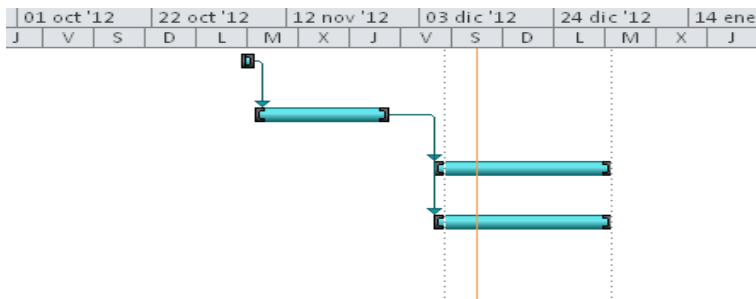 01 oct '12 22 oct '12 12 nov '12 03 dic '12 24 dic '12 14 ene
J V S D L M X J V S D L M X J